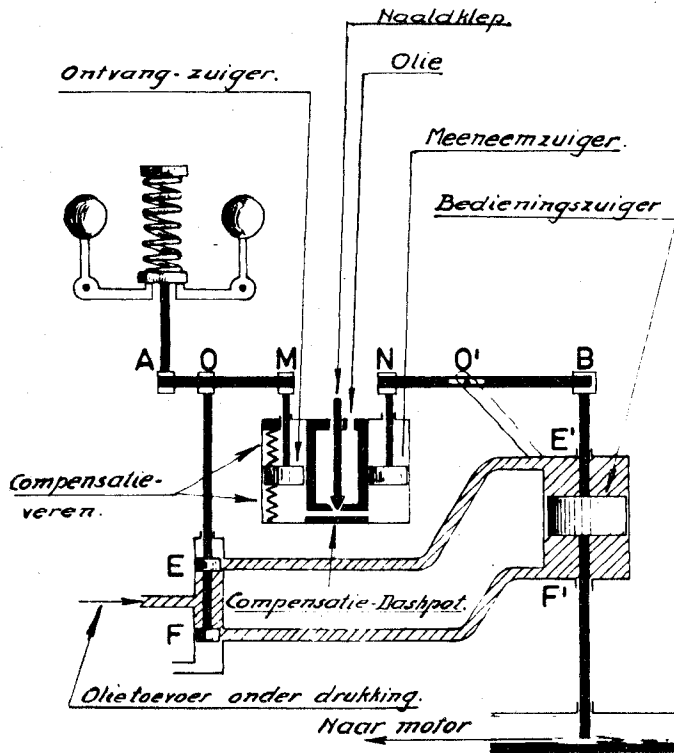 Naaldklep.
Olie
Ontvang-zuiger.
Meeneemzuiger.
Bedieningszuiger
A O M N O' B
E'
Compensatie-
veren.
E
Compensatie-Dashpot.
F'
F
Olietoevoer onder drukking.
Naar motor